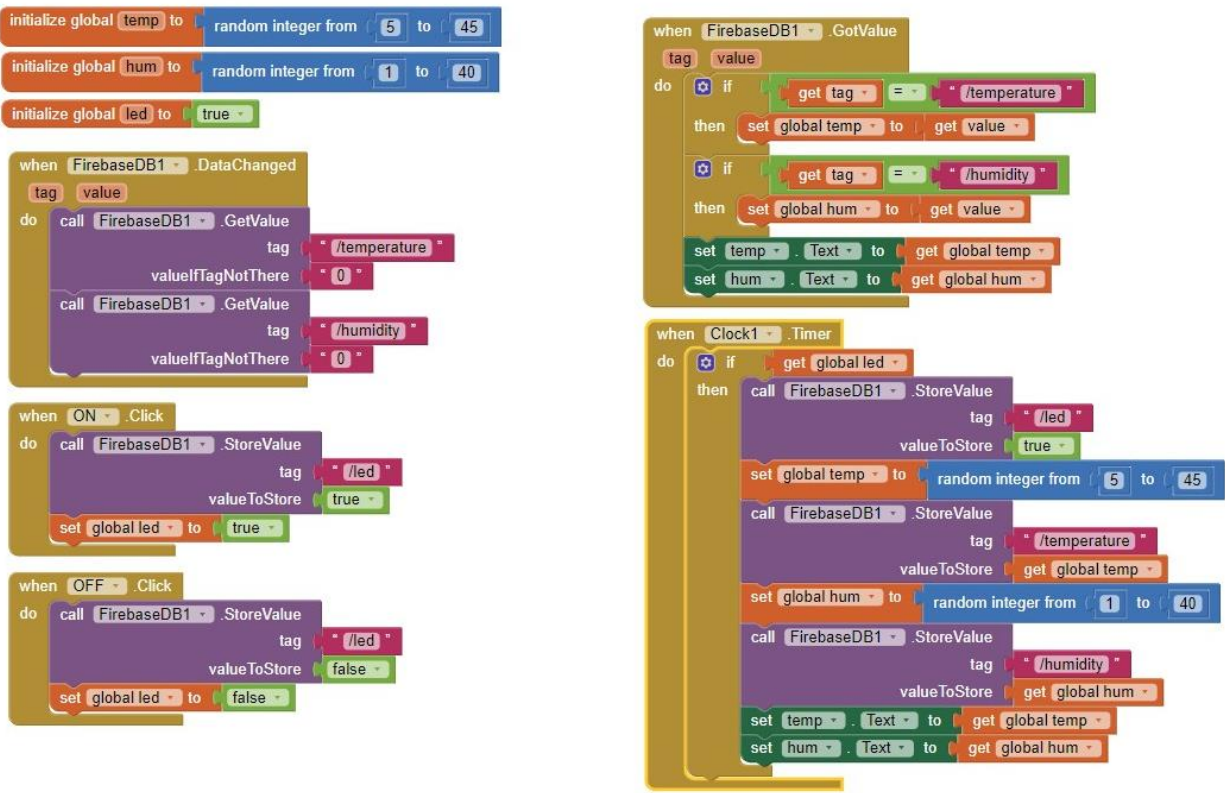 initialize global temp to random integer from 5 to 45
initialize global hum to random integer from 1 to 40
initialize global led to true
when FirebaseDB1 .DataChanged
tag value
do call FirebaseDB1 .GetValue
tag " /temperature "
valueIfTagNotThere " 0 "
call FirebaseDB1 .GetValue
tag " /humidity "
valueIfTagNotThere " 0 "
when ON .Click
do call FirebaseDB1 .StoreValue
tag " /led "
valueToStore true
set global led to true
when OFF .Click
do call FirebaseDB1 .StoreValue
tag " /led "
valueToStore false
set global led to false
when FirebaseDB1 .GotValue
tag value
do if get tag = " /temperature "
then set global temp to get value
if get tag = " /humidity "
then set global hum to get value
set temp . Text to get global temp
set hum . Text to get global hum
when Clock1 .Timer
do if get global led
then call FirebaseDB1 .StoreValue
tag " /led "
valueToStore true
set global temp to random integer from 5 to 45
call FirebaseDB1 .StoreValue
tag " /temperature "
valueToStore get global temp
set global hum to random integer from 1 to 40
call FirebaseDB1 .StoreValue
tag " /humidity "
valueToStore get global hum
set temp . Text to get global temp
set hum . Text to get global hum